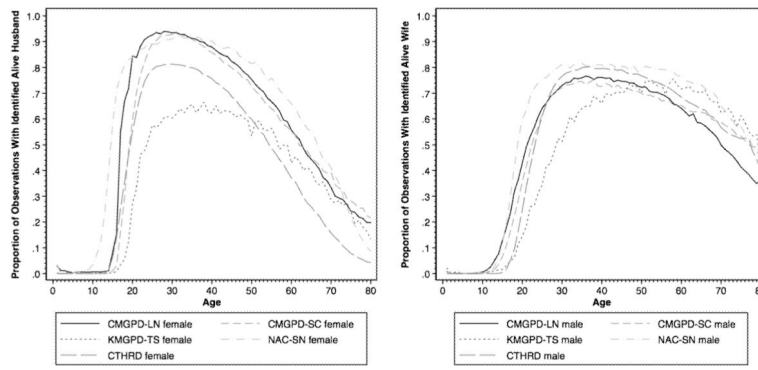 Proportion of Observations With Identified Alive Husband
1.0
.9
.8
.7
.6
.5
.4
.3
.2
.1
.0
0 10 20 30 40 50 60 70 80
Age
CMGPD-LN female CMGPD-SC female
KMGPD-TS female NAC-SN female
CTHRD female
Proportion of Observations With Identified Alive Wife
1.0
.9
.8
.7
.6
.5
.4
.3
.2
.1
.0
0 10 20 30 40 50 60 70 80
Age
CMGPD-LN male CMGPD-SC male
KMGPD-TS male NAC-SN male
CTHRD male